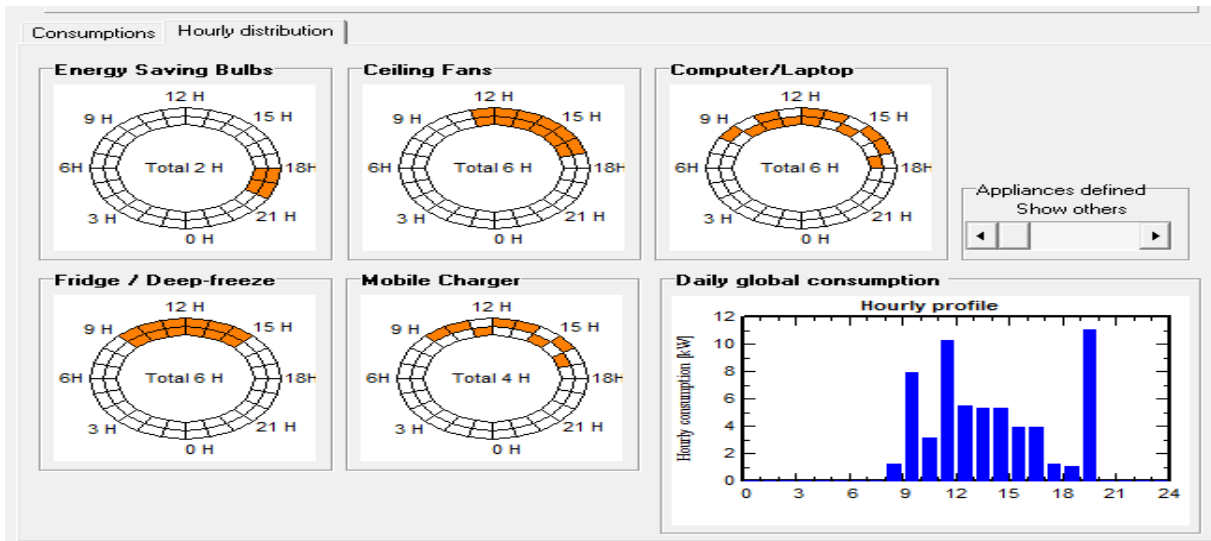 Consumptions Hourly distribution
Energy Saving Bulbs
12 H
9 H 15 H
6H Total 2 H 18H
3 H 21 H
0 H
Ceiling Fans
12 H
9 H 15 H
6H Total 6 H 18H
3 H 21 H
0 H
Computer/Laptop
12 H
9 H 15 H
6H Total 6 H 18H
3 H 21 H
0 H
Appliances defined
Show others
Fridge / Deep-freeze
12 H
9 H 15 H
6H Total 6 H 18H
3 H 21 H
0 H
Mobile Charger
12 H
9 H 15 H
6H Total 4 H 18H
3 H 21 H
0 H
Daily global consumption
Hourly profile
Hourly consumption [kW]
12
10
8
6
4
2
0
0 3 6 9 12 15 18 21 24